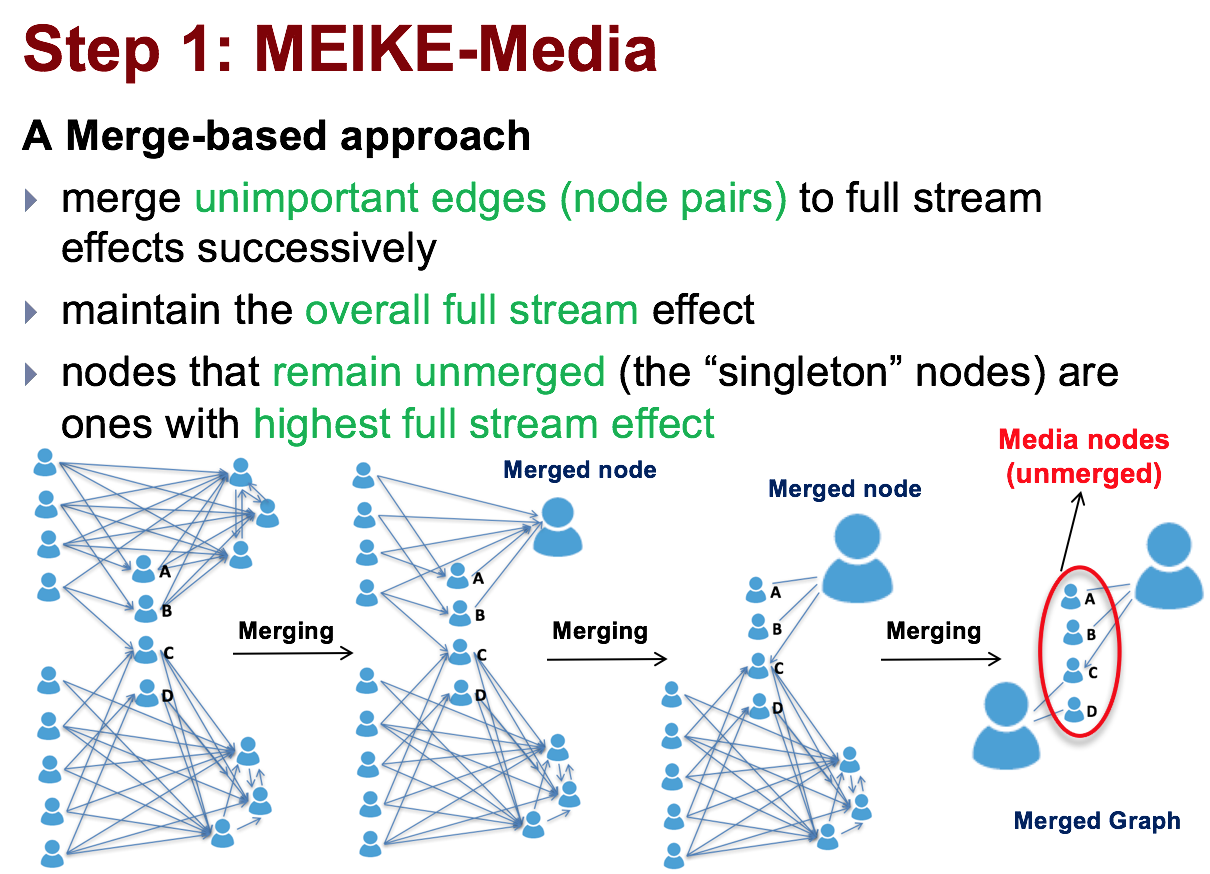 Step 1: MEIKE-Media
A Merge-based approach
merge unimportant edges (node pairs) to full stream
effects successively
maintain the overall full stream effect
nodes that remain unmerged (the “singleton” nodes) are
ones with highest full stream effect
Media nodes
(unmerged)
Merged node
Merged node
A
B
C
D
Merging
A
B
C
D
Merging
A
B
C
D
Merging
A
B
C
D
Merged Graph